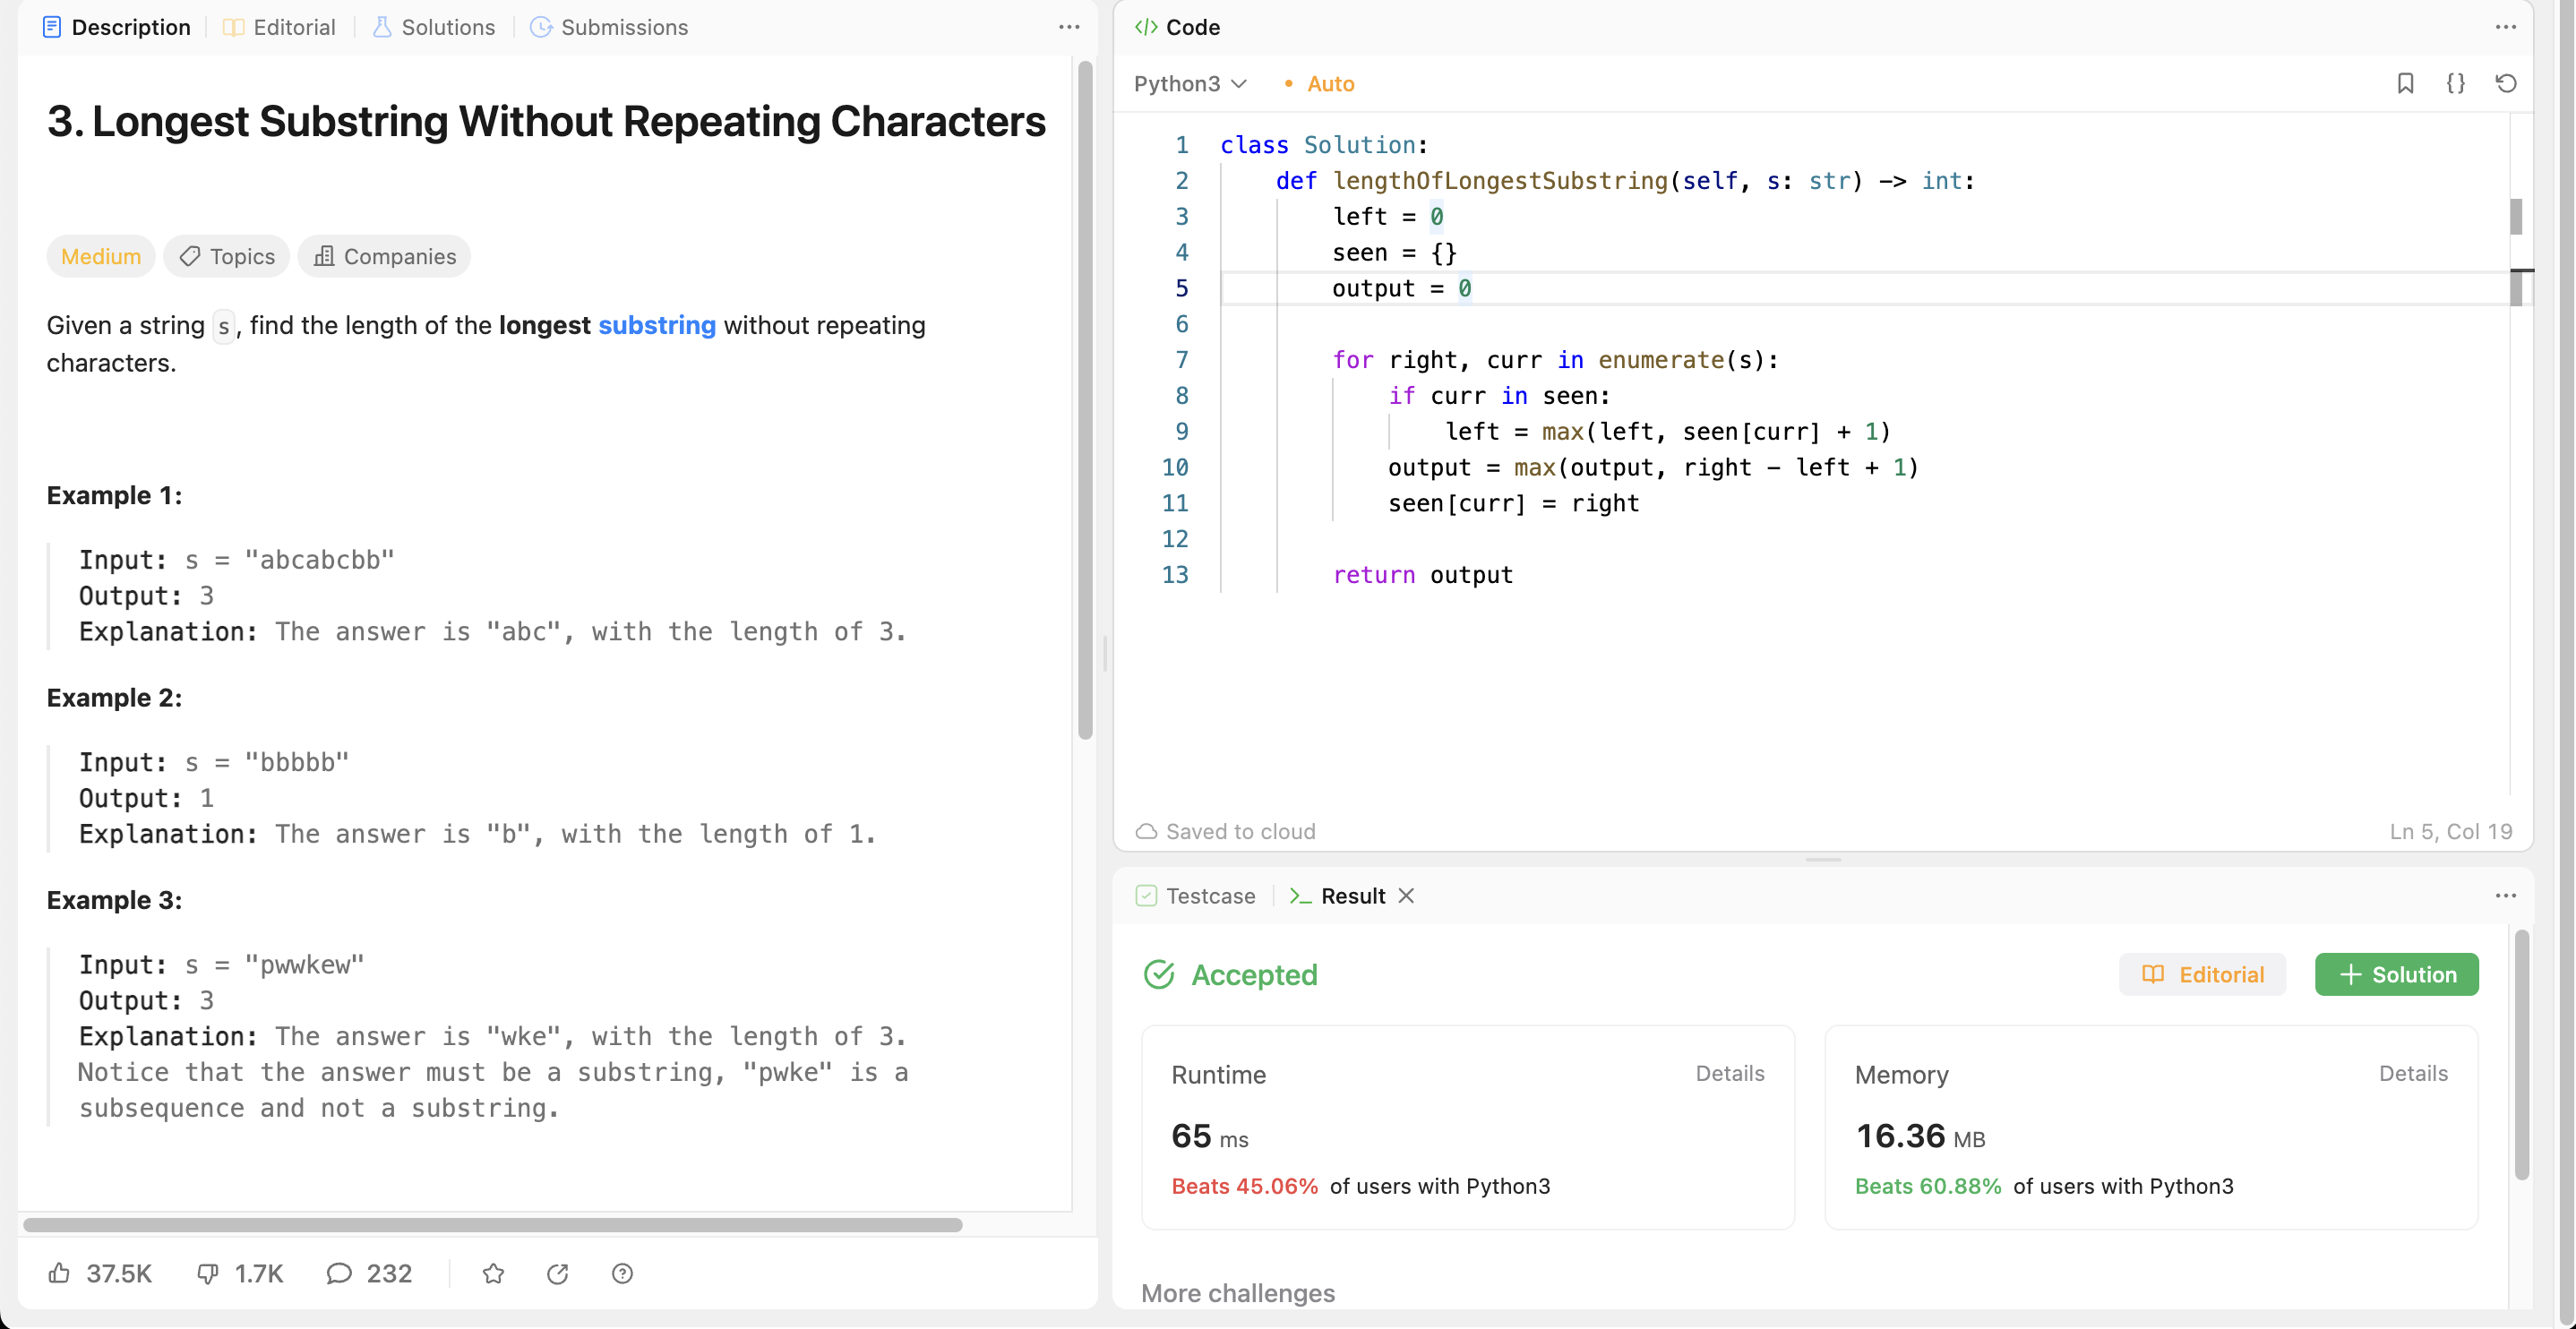 Description Editorial Solutions Submissions
3. Longest Substring Without Repeating Characters
Medium Topics Companies
Given a string s, find the length of the longest substring without repeating
characters.
Example 1:
Input: s = "abcabcbb"
Output: 3
Explanation: The answer is "abc", with the length of 3.
Example 2:
Input: s = "bbbbb"
Output: 1
Explanation: The answer is "b", with the length of 1.
Example 3:
Input: s = "pwwkew"
Output: 3
Explanation: The answer is "wke", with the length of 3.
Notice that the answer must be a substring, "pwke" is a
subsequence and not a substring.
37.5K 1.7K 232
</> Code
Python3 • Auto
{}
1 class Solution:
2     def lengthOfLongestSubstring(self, s: str) -> int:
3         left = 0
4         seen = {}
5         output = 0
6
7         for right, curr in enumerate(s):
8             if curr in seen:
9                 left = max(left, seen[curr] + 1)
10             output = max(output, right - left + 1)
11             seen[curr] = right
12
13         return output
Saved to cloud Ln 5, Col 19
Testcase >_ Result
Accepted Editorial + Solution
Runtime Details
65 ms
Beats 45.06% of users with Python3
Memory Details
16.36 MB
Beats 60.88% of users with Python3
More challenges